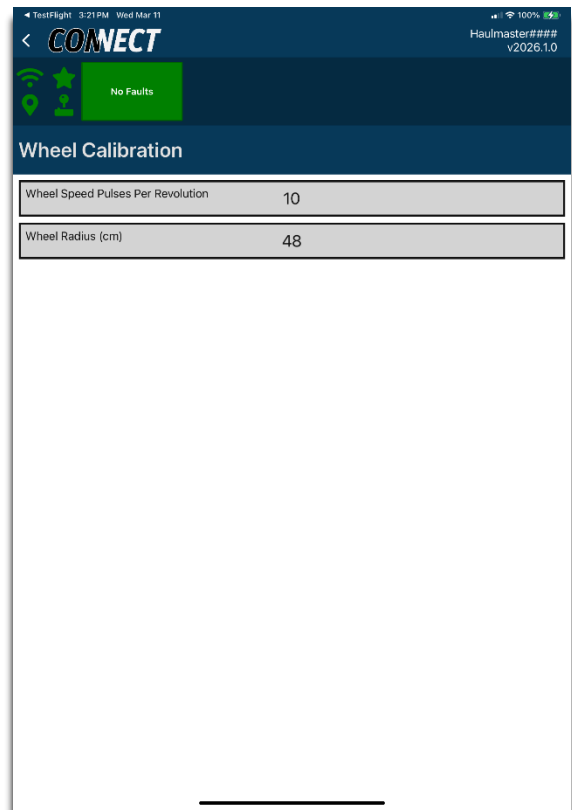 ◀ TestFlight 3:21 PM Wed Mar 11 100%
< CONNECT
Haulmaster####
v2026.1.0
No Faults
Wheel Calibration
Wheel Speed Pulses Per Revolution 10
Wheel Radius (cm) 48